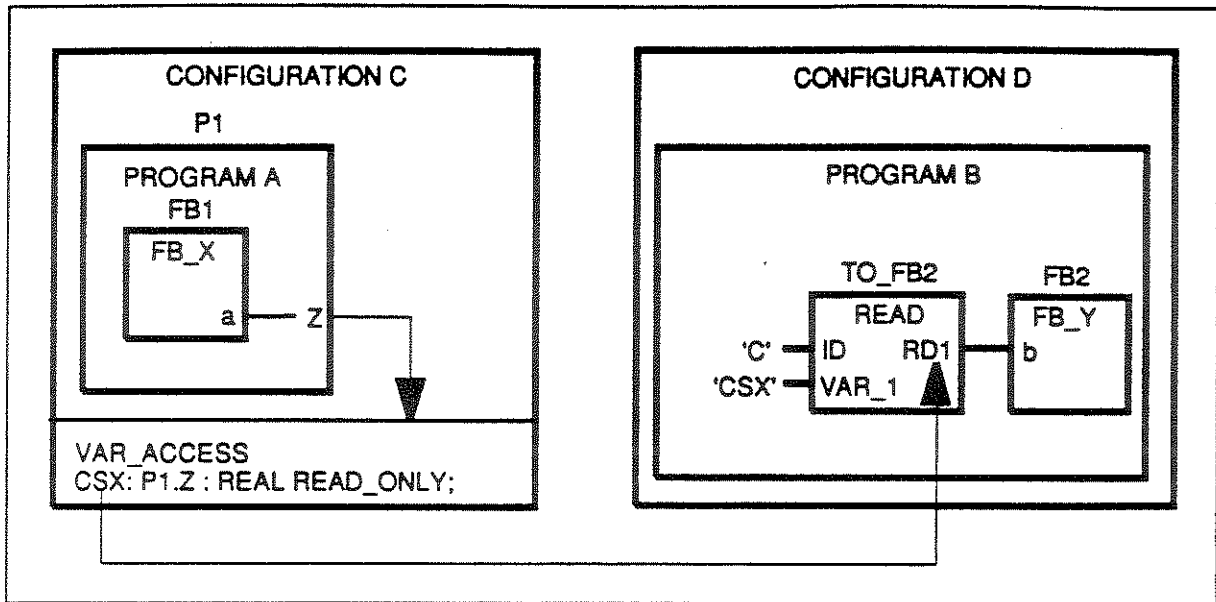 CONFIGURATION C
P1
PROGRAM A
FB1
FB_X
a
Z
VAR_ACCESS
CSX: P1.Z : REAL READ_ONLY;
CONFIGURATION D
PROGRAM B
TO_FB2
READ
'C' ID RD1
'CSX' VAR_1
FB2
FB_Y
b